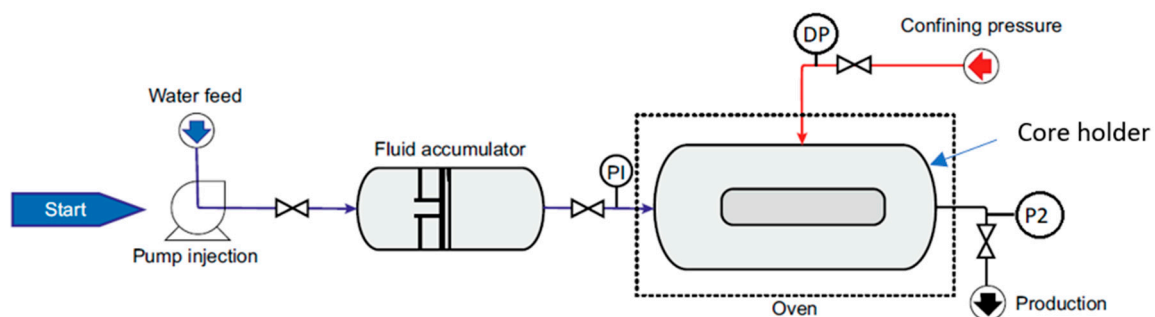 DP
Confining pressure
Water feed
Core holder
Fluid accumulator
PI
Start
P2
Pump injection
Production
Oven